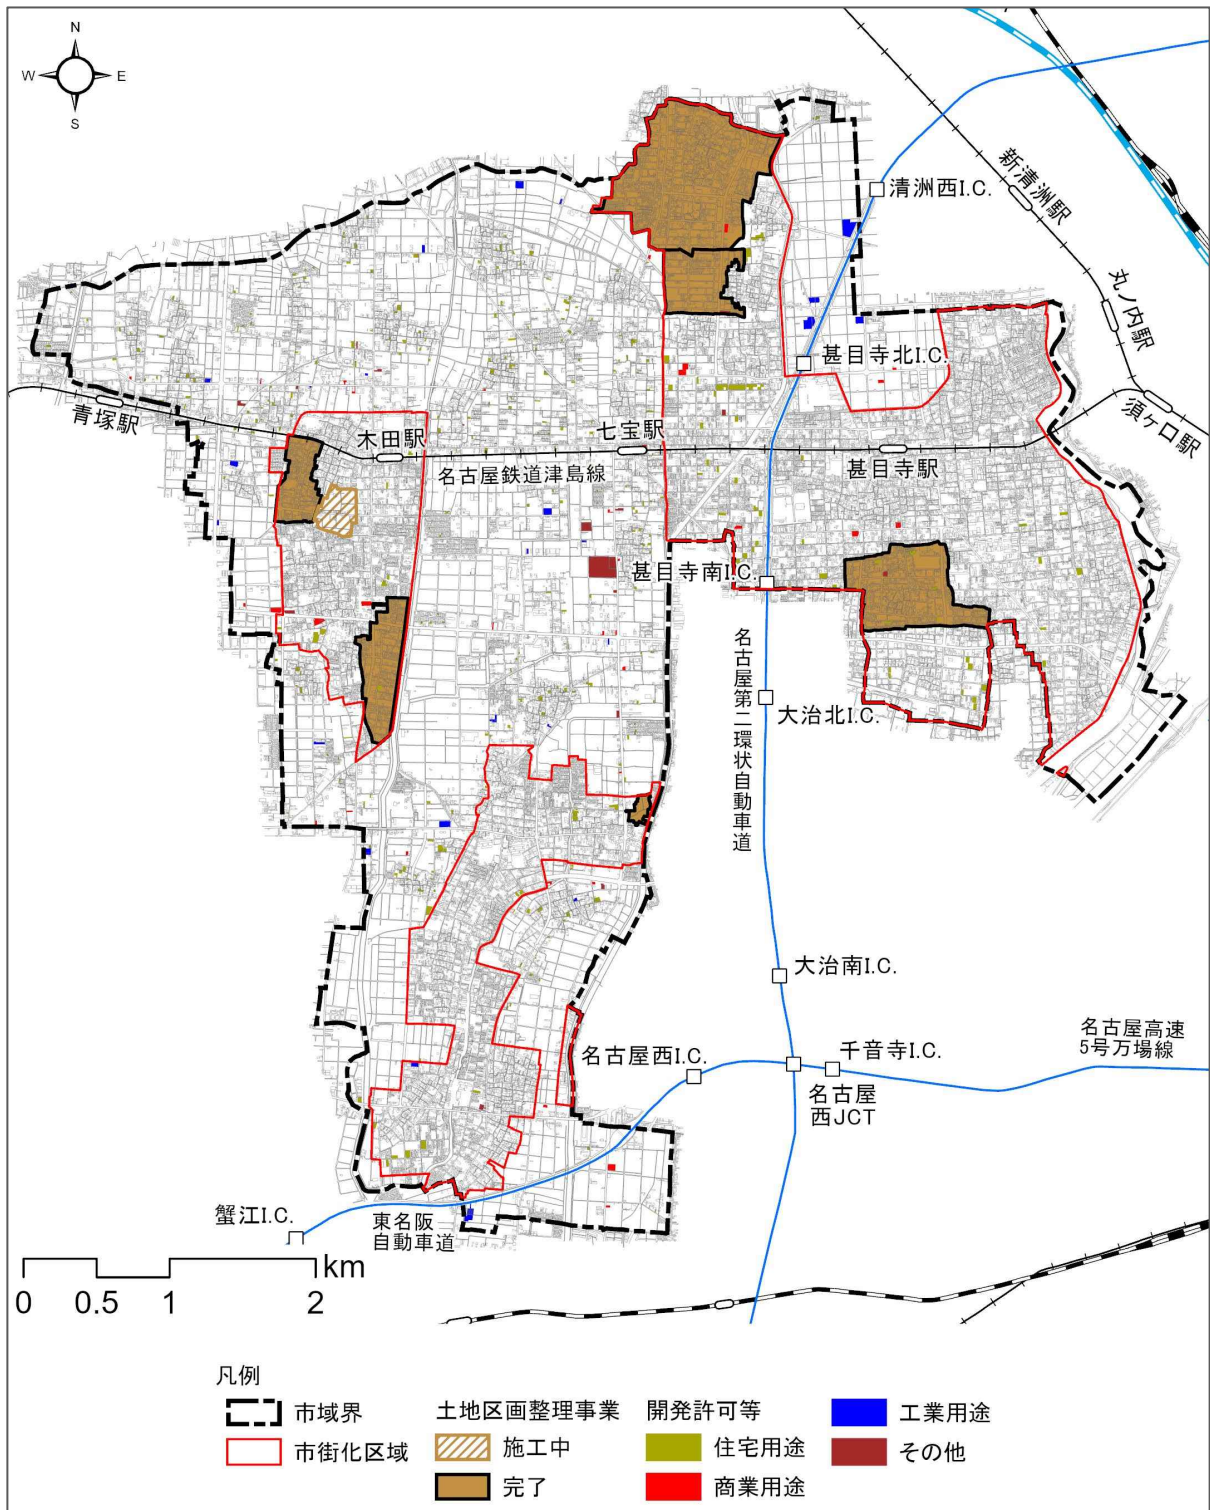 N
W
E
S
清洲西I.C.
新清洲駅
丸ノ内駅
甚目寺北I.C.
須ヶ口駅
青塚駅
木田駅
七宝駅
名古屋鉄道津島線
甚目寺駅
甚目寺南I.C.
名古屋第二環状自動車道
大治北I.C.
大治南I.C.
名古屋西I.C.
千音寺I.C.
名古屋高速
5号万場線
名古屋
西JCT
蟹江I.C.
東名阪
自動車道
km
0 0.5 1 2
凡例
市域界
市街化区域
土地区画整理事業
施工中
完了
開発許可等
住宅用途
商業用途
工業用途
その他